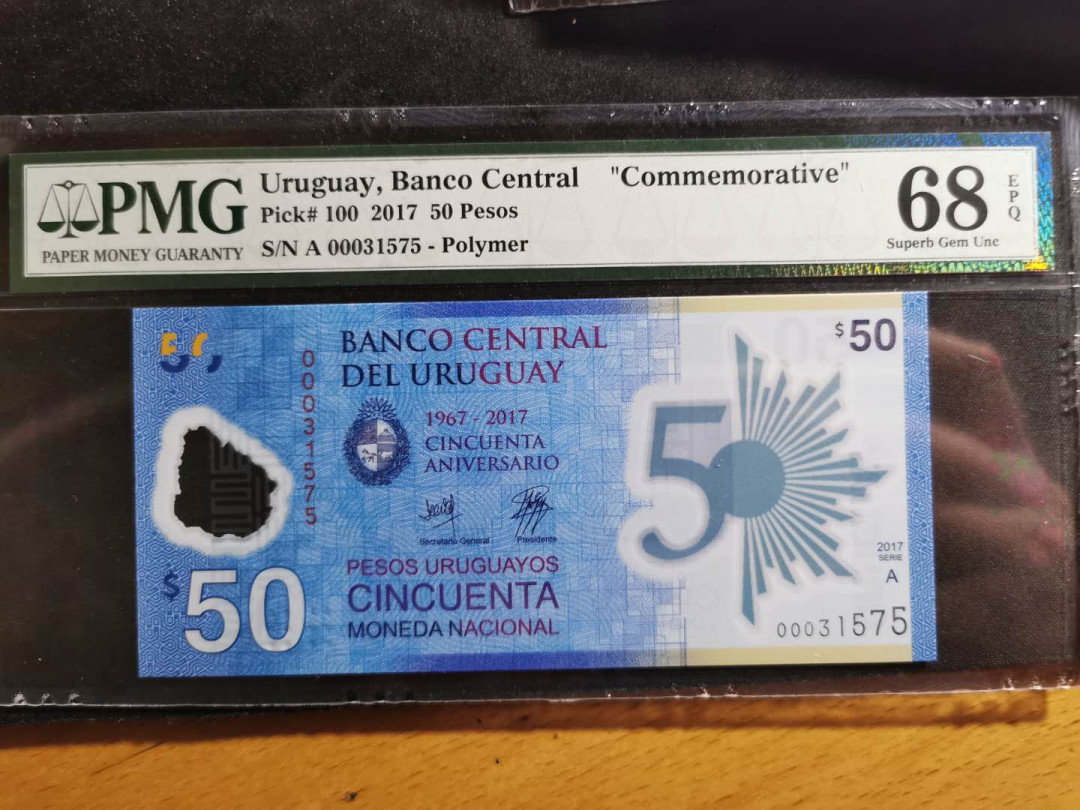 PMG
PAPER MONEY GUARANTY
Uruguay, Banco Central "Commemorative"
Pick# 100 2017 50 Pesos
S/N A 00031575 - Polymer
68
EPQ
Superb Gem Unc
BANCO CENTRAL
DEL URUGUAY
00031575
1967 - 2017
CINCUENTA
ANIVERSARIO
Secretario General
Presidente
PESOS URUGUAYOS
CINCUENTA
MONEDA NACIONAL
$50
50
$50
2017
SERIE
A
00031575